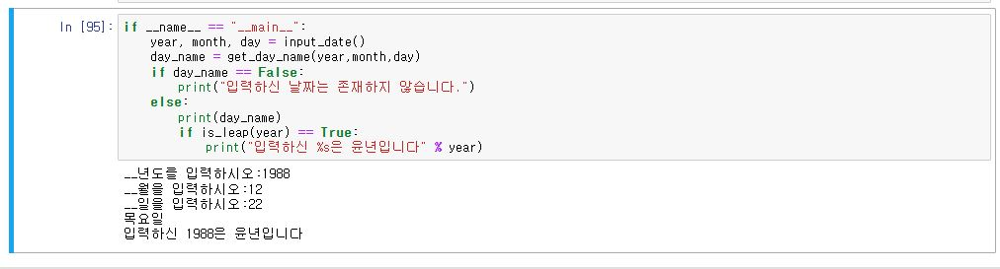 In [95]: if __name__ == "__main__":
year, month, day = input_date()
day_name = get_day_name(year,month,day)
if day_name == False:
print("입력하신 날짜는 존재하지 않습니다.")
else:
print(day_name)
if is_leap(year) == True:
print("입력하신 %s은 윤년입니다" % year)
__년도를 입력하시오:1988
__월을 입력하시오:12
__일을 입력하시오:22
목요일
입력하신 1988은 윤년입니다